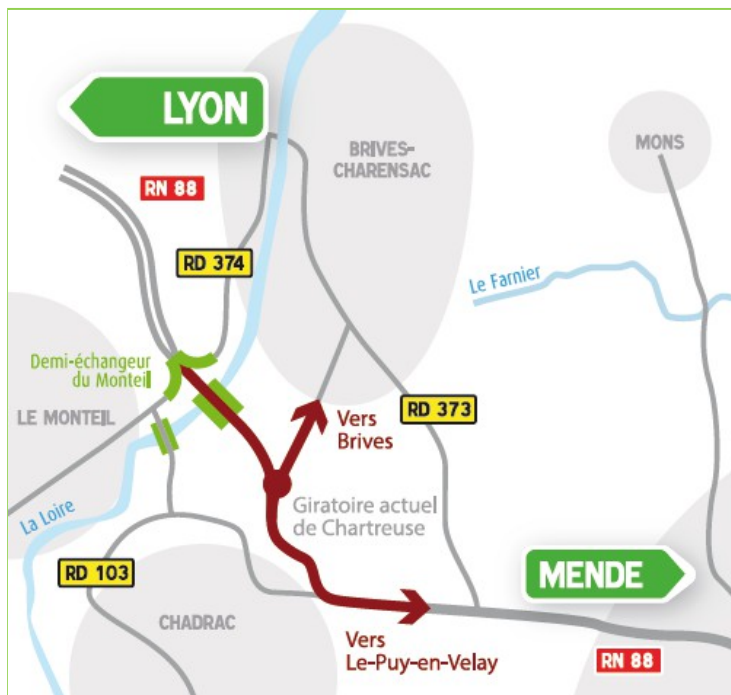 LYON
BRIVES-
CHARENSAC
MONS
RN 88
RD 374
Le Farnier
Demi-échangeur
du Monteil
LE MONTEIL
RD 373
Vers
Brives
La Loire
Giratoire actuel
de Chartreuse
RD 103
MENDE
CHADRAC
Vers
Le-Puy-en-Velay
RN 88